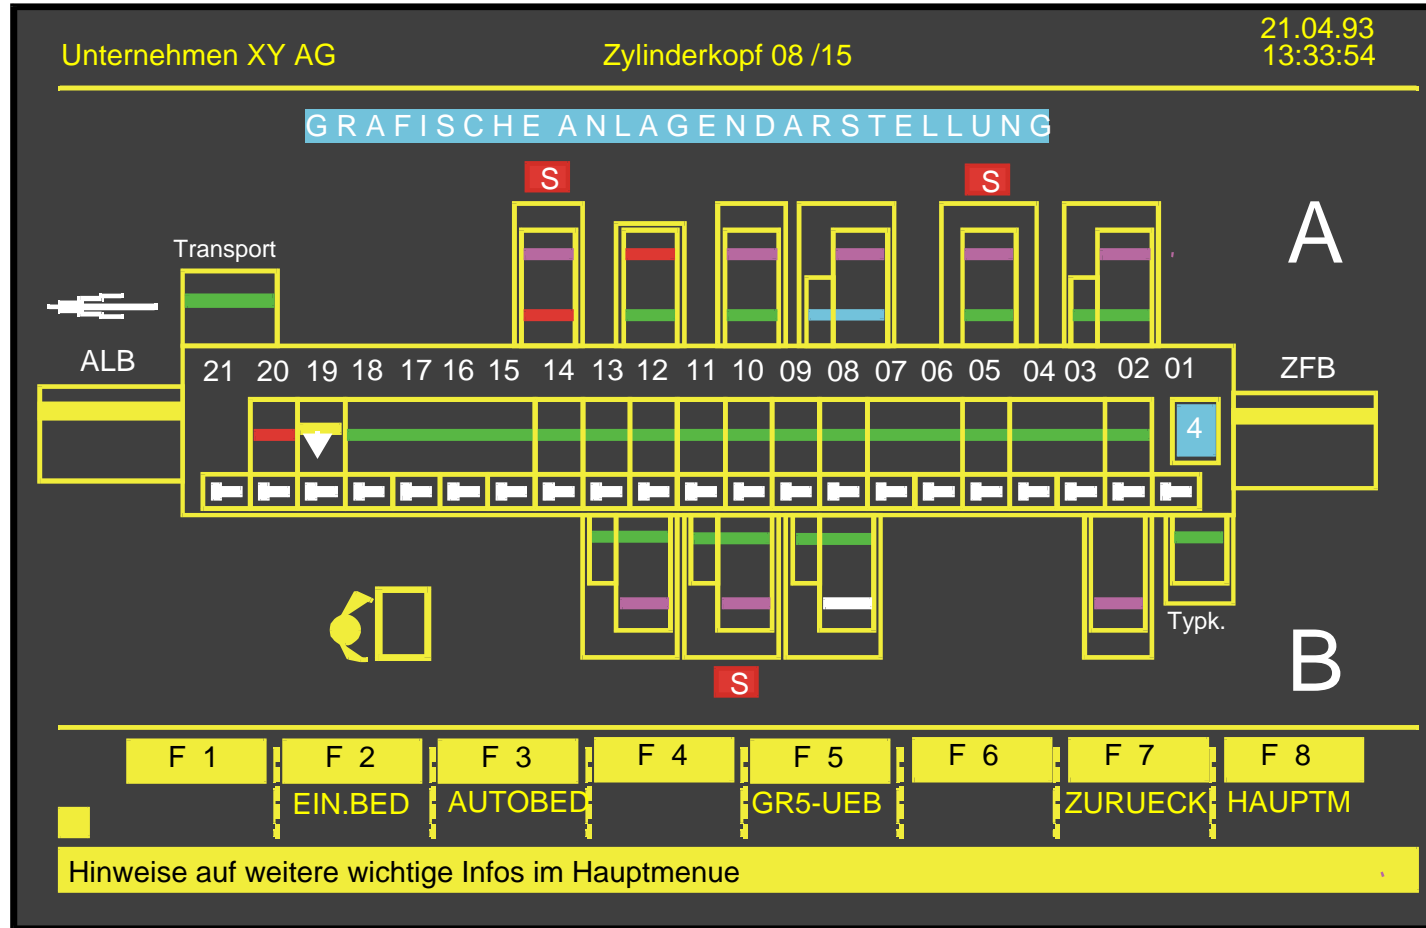 21.04.93
Unternehmen XY AG Zylinderkopf 08 /15 13:33:54
GRAFISCHE ANLAGENDARSTELLUNG
S S
A
Transport
ALB 21 20 19 18 17 16 15 14 13 12 11 10 09 08 07 06 05 04 03 02 01 ZFB
4
Typk.
B
S
F 1 F 2 F 3 F 4 F 5 F 6 F 7 F 8
EIN.BED AUTOBED GR5-UEB ZURUECK HAUPTM
Hinweise auf weitere wichtige Infos im Hauptmenue